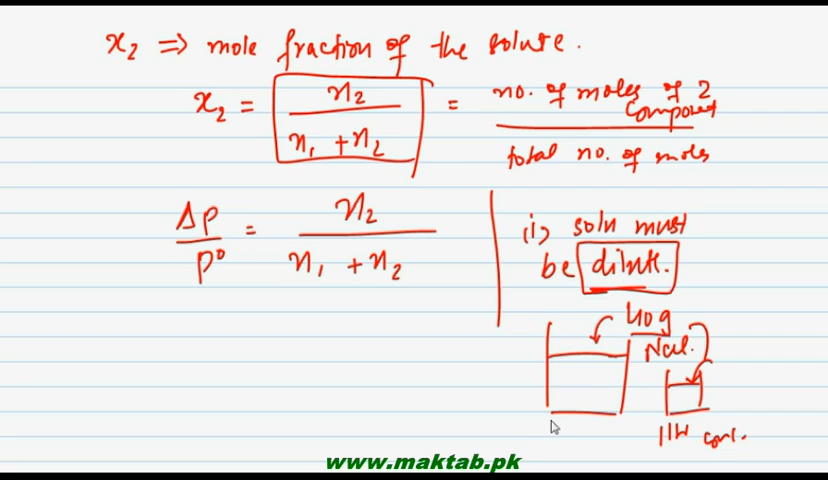 x₂ ⇒ mole fraction of the solute.
x₂ = n₂ / (n₁ + n₂) = no. of moles of 2 component / total no. of moles
ΔP / P° = n₂ / (n₁ + n₂)
(i) soln must
be dilute.
40g
NaCl.
conc.
www.maktab.pk